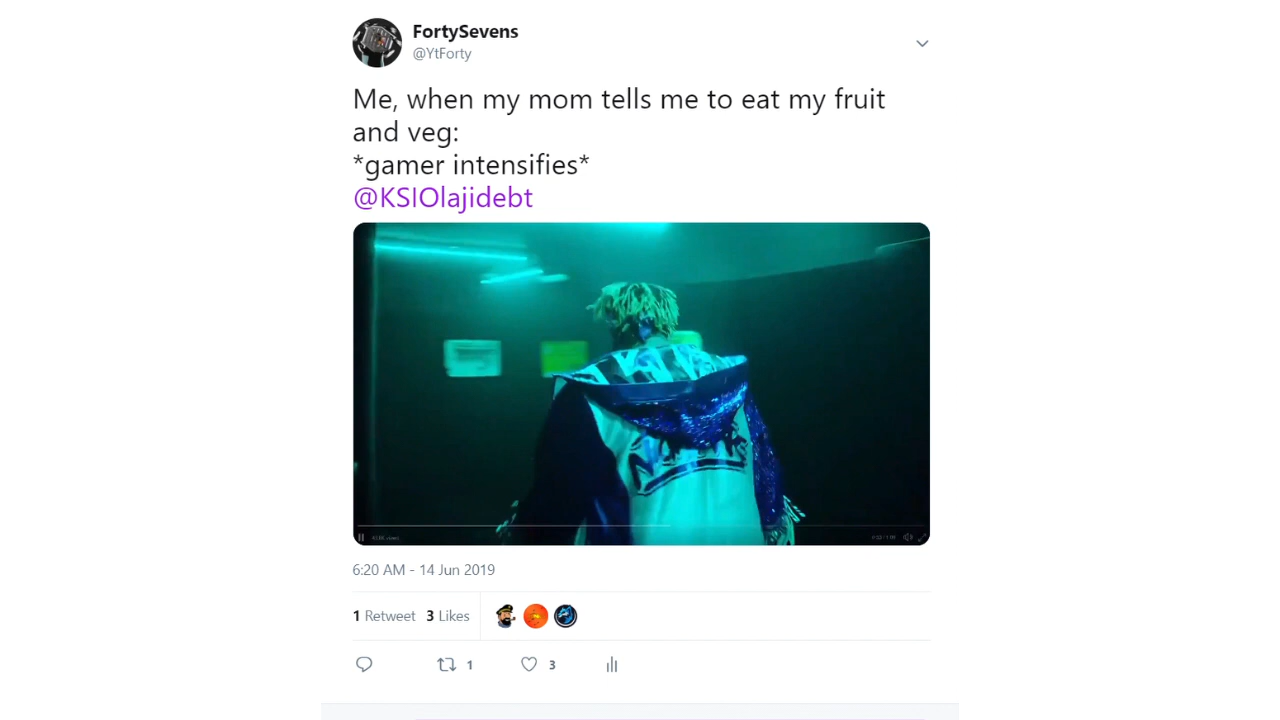 FortySevens
@YtForty
Me, when my mom tells me to eat my fruit
and veg:
*gamer intensifies*
@KSIOlajidebt
6:20 AM - 14 Jun 2019
1 Retweet 3 Likes
1 3